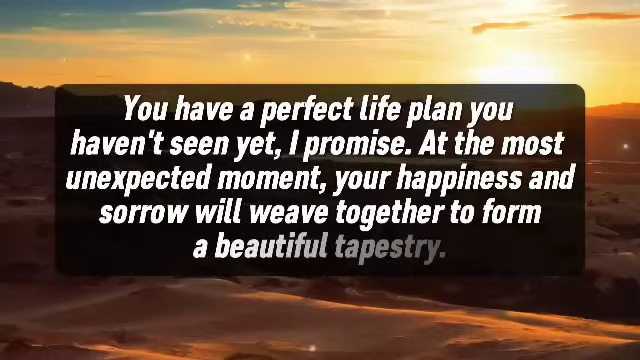 You have a perfect life plan you
haven't seen yet, I promise. At the most
unexpected moment, your happiness and
sorrow will weave together to form
a beautiful tapestry.